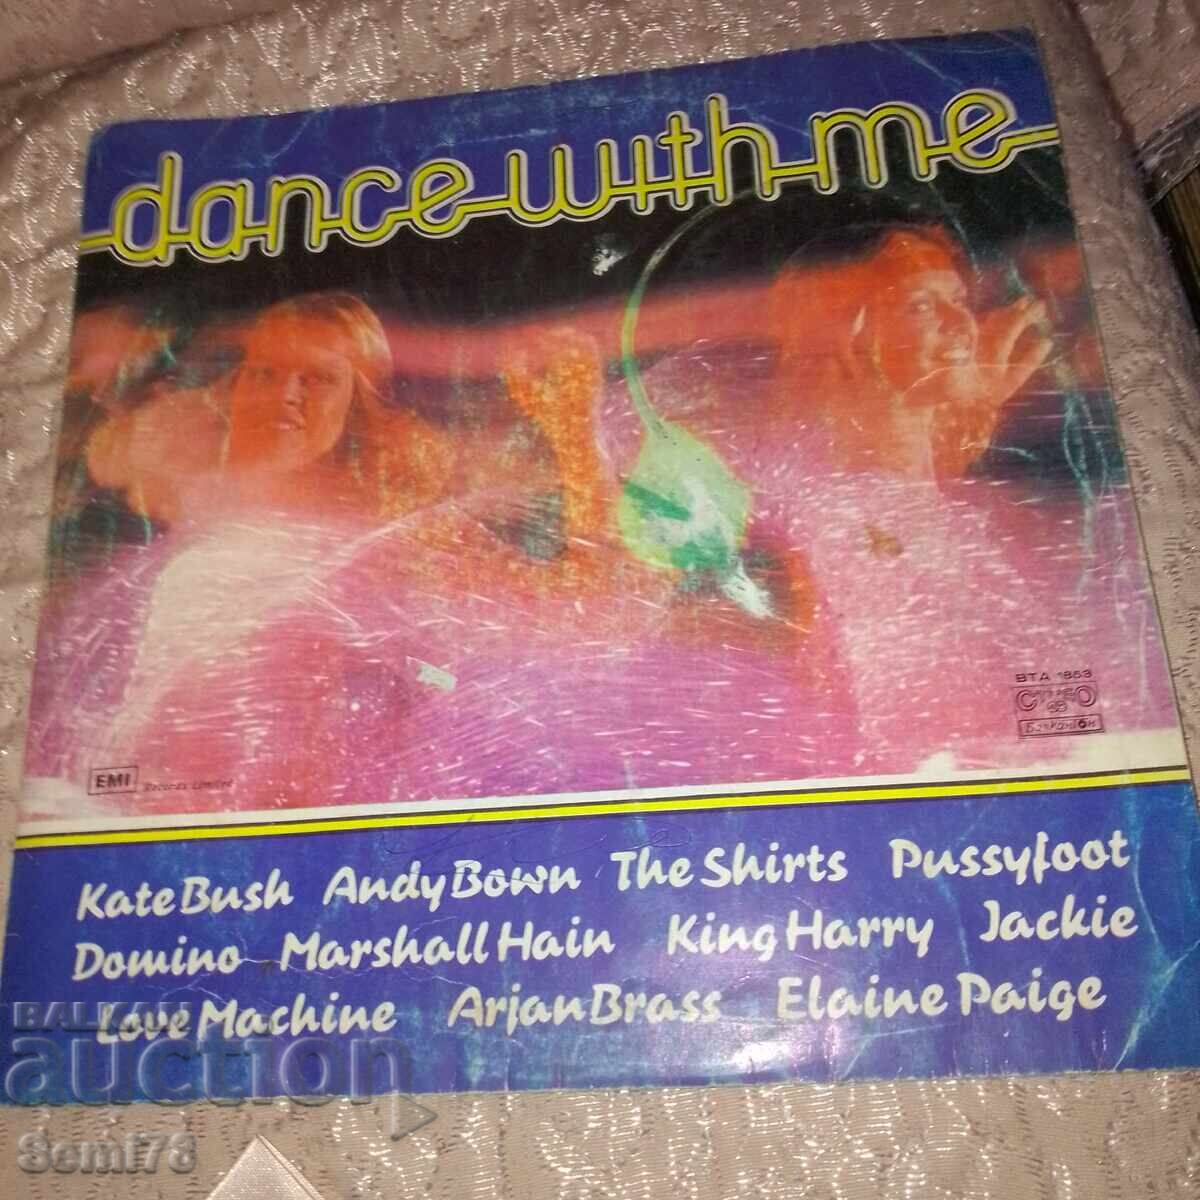 dance with me
BTA 1853
СТЕРЕО
Балкантон
EMI Records Limited
Kate Bush Andy Bown The Shirts Pussyfoot
Domino Marshall Hain King Harry Jackie
Love Machine Arjan Brass Elaine Paige
BALKAN
auction
Semi78